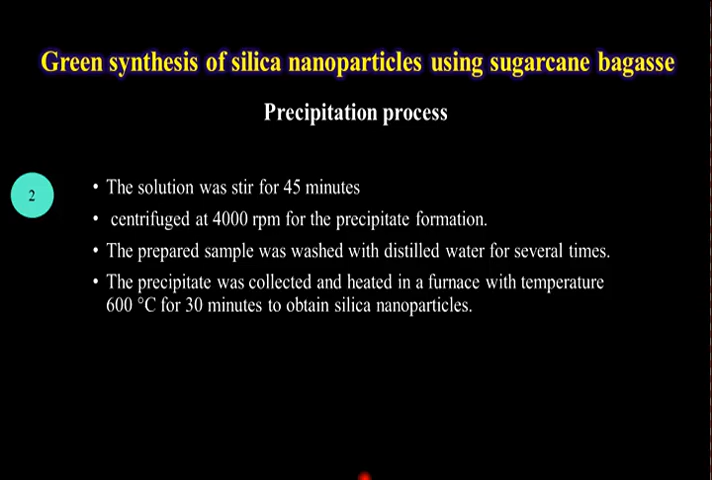 Green synthesis of silica nanoparticles using sugarcane bagasse
Precipitation process
2
• The solution was stir for 45 minutes
• centrifuged at 4000 rpm for the precipitate formation.
• The prepared sample was washed with distilled water for several times.
• The precipitate was collected and heated in a furnace with temperature
600 °C for 30 minutes to obtain silica nanoparticles.